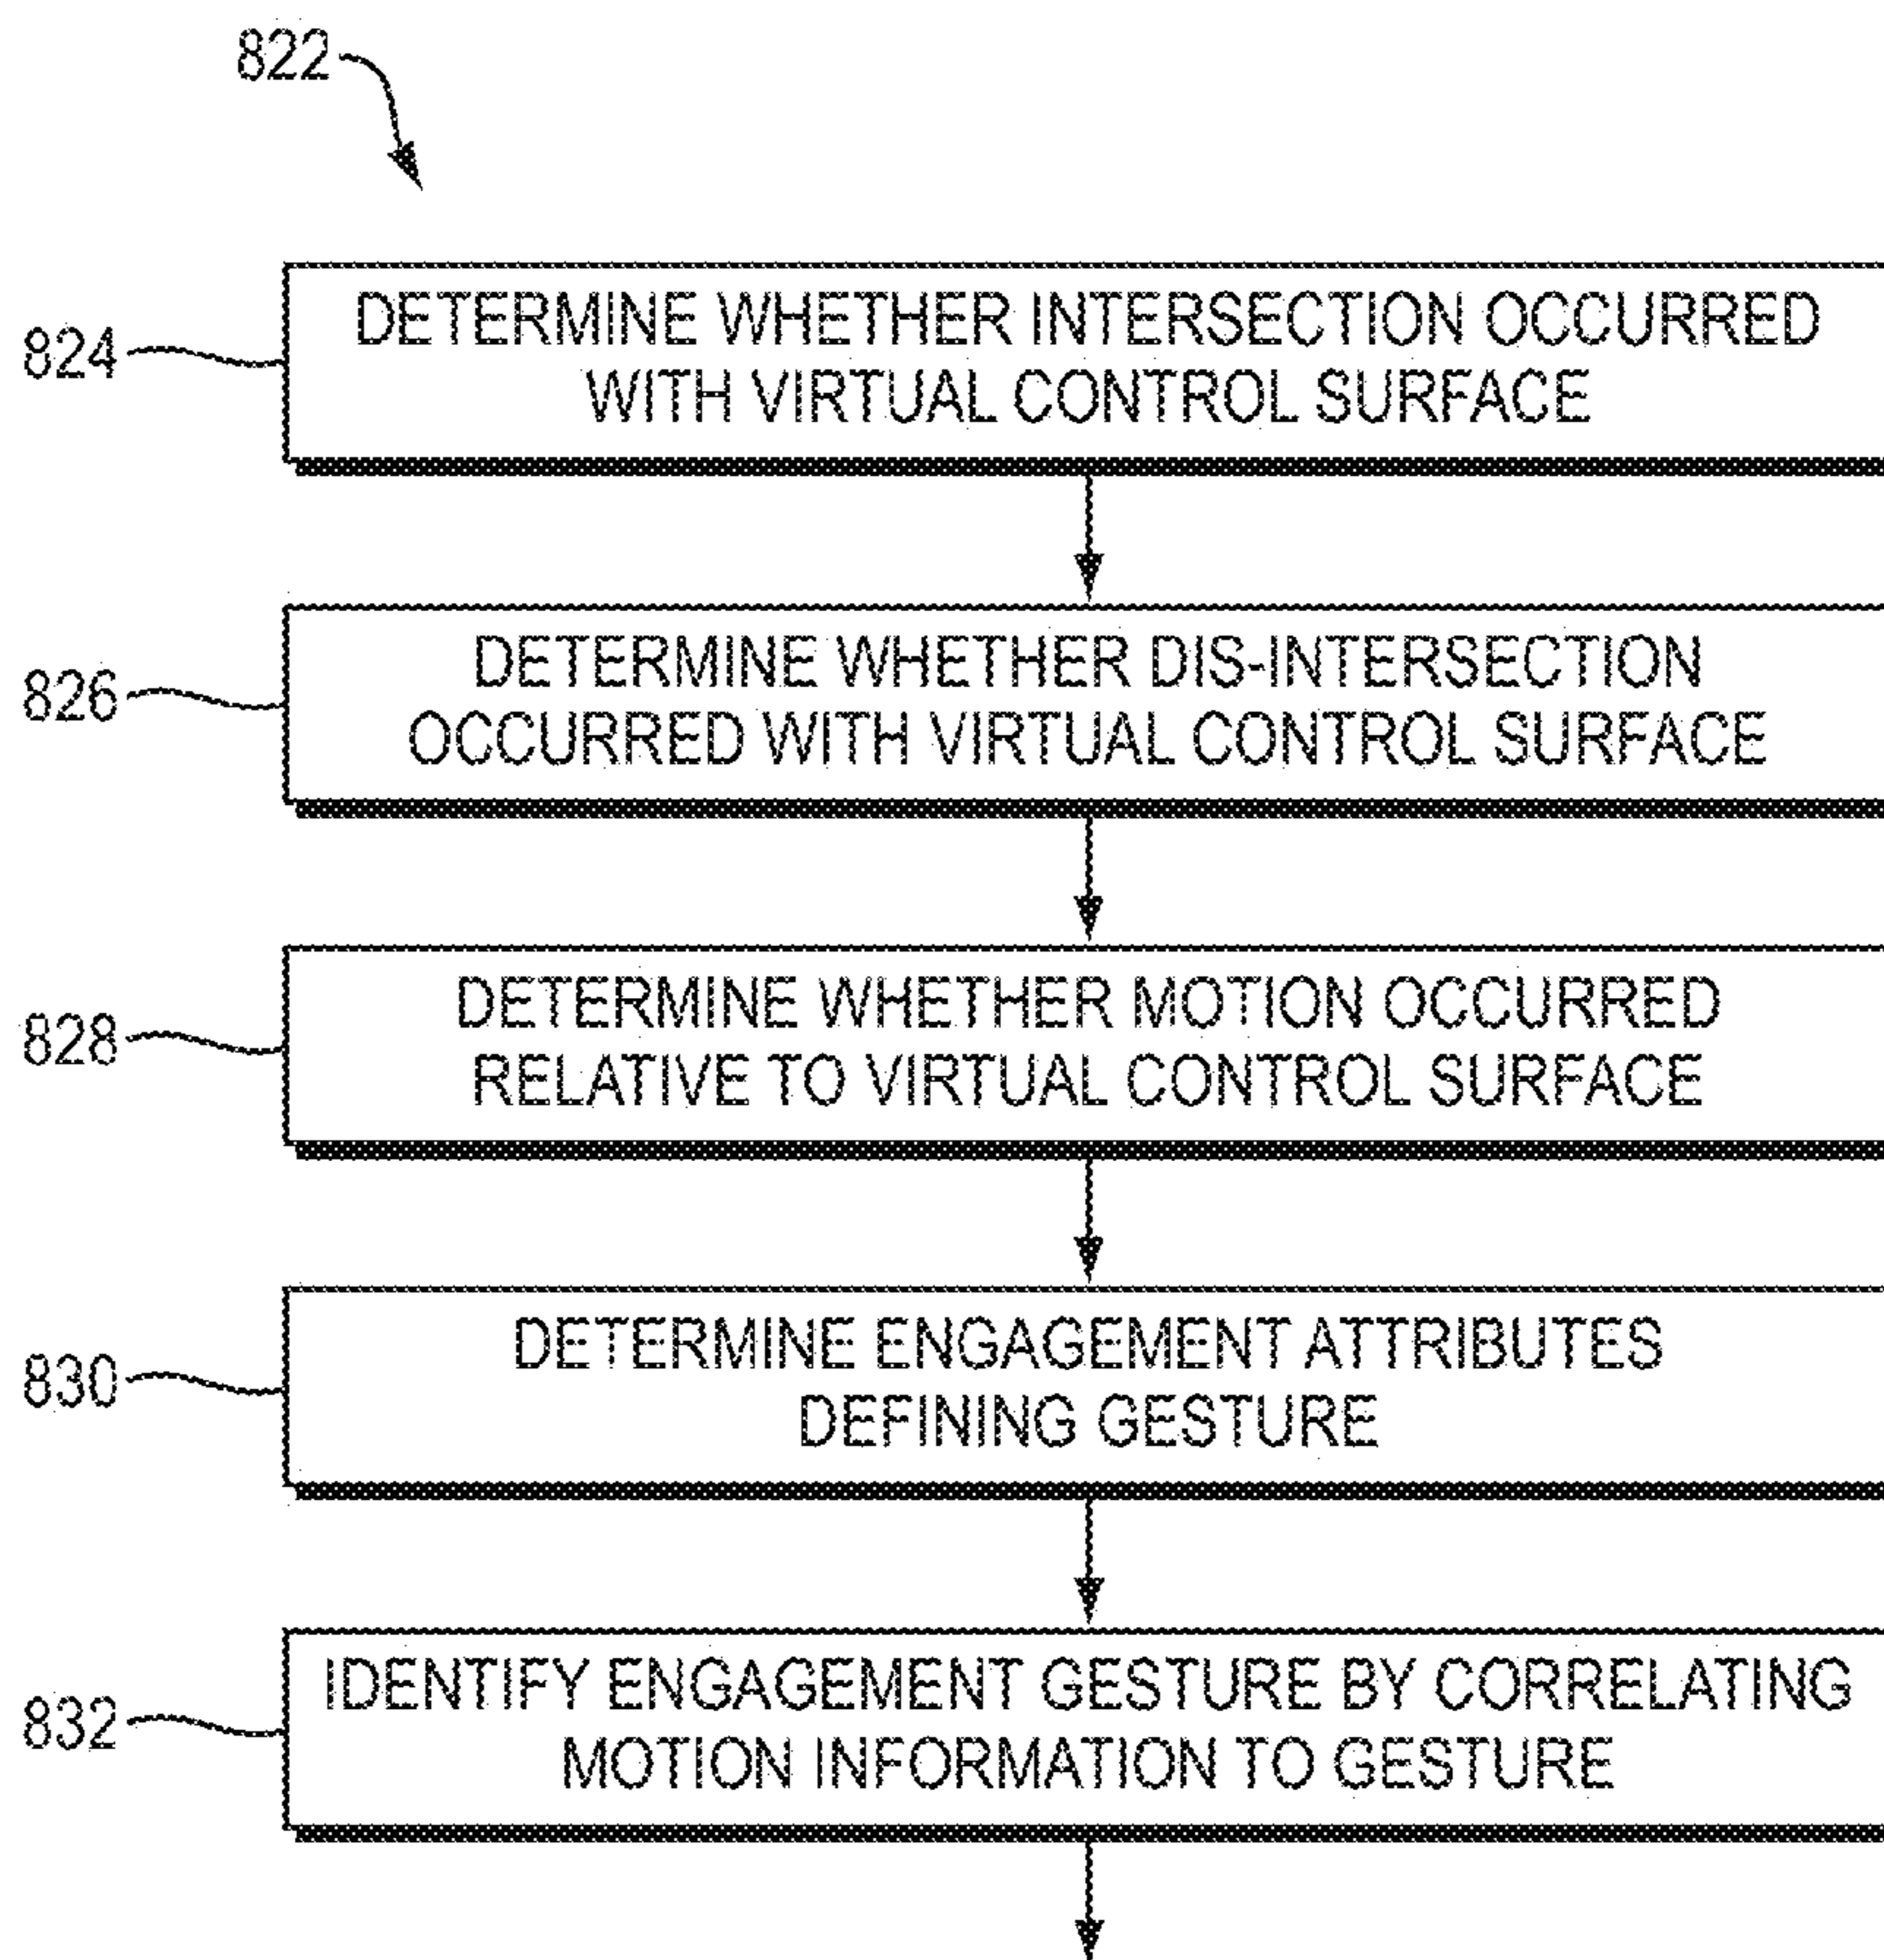 822
824
DETERMINE WHETHER INTERSECTION OCCURRED
WITH VIRTUAL CONTROL SURFACE
826
DETERMINE WHETHER DIS-INTERSECTION
OCCURRED WITH VIRTUAL CONTROL SURFACE
828
DETERMINE WHETHER MOTION OCCURRED
RELATIVE TO VIRTUAL CONTROL SURFACE
830
DETERMINE ENGAGEMENT ATTRIBUTES
DEFINING GESTURE
832
IDENTIFY ENGAGEMENT GESTURE BY CORRELATING
MOTION INFORMATION TO GESTURE